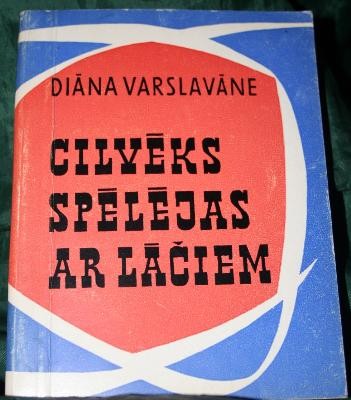 DIĀNA VARSLAVĀNE
CILVĒKS
SPĒLĒJAS
AR LĀČIEM